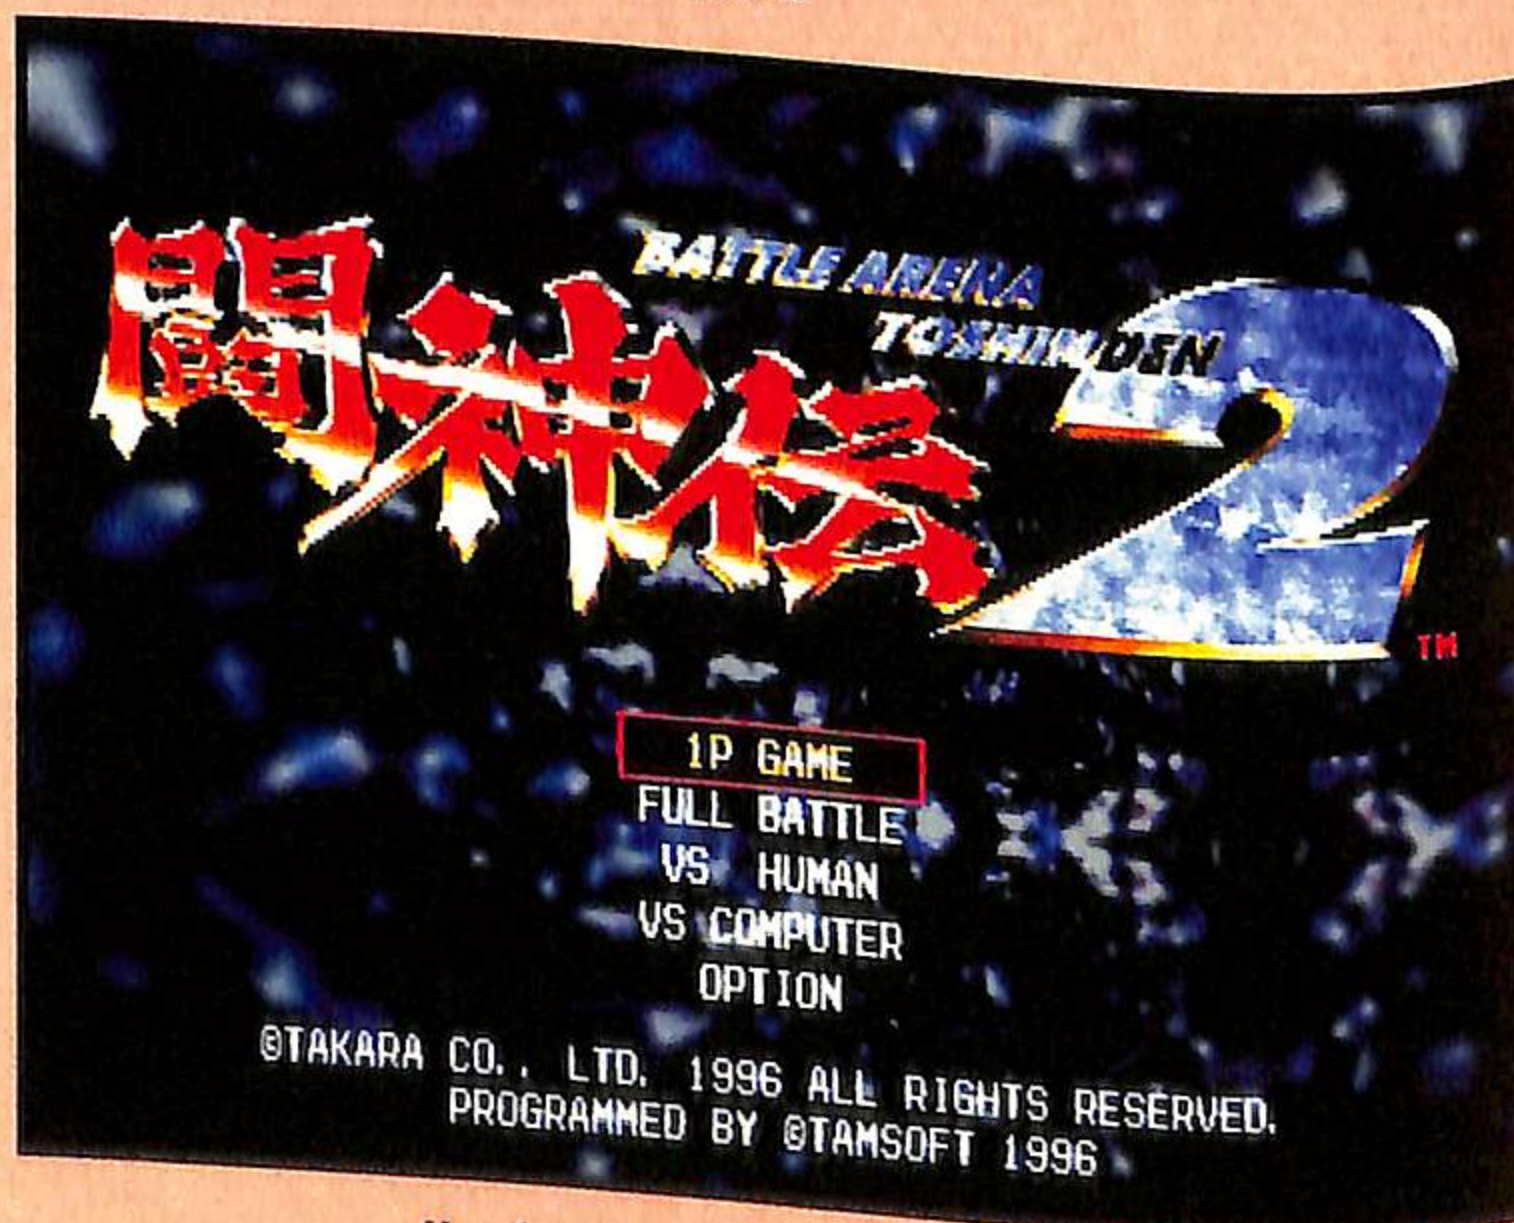 闘神伝
BATTLE ARENA
TOSHINDEN
2
TM
1P GAME
FULL BATTLE
VS HUMAN
VS COMPUTER
OPTION
©TAKARA CO., LTD. 1996 ALL RIGHTS RESERVED.
PROGRAMMED BY ©TAMSOFT 1996